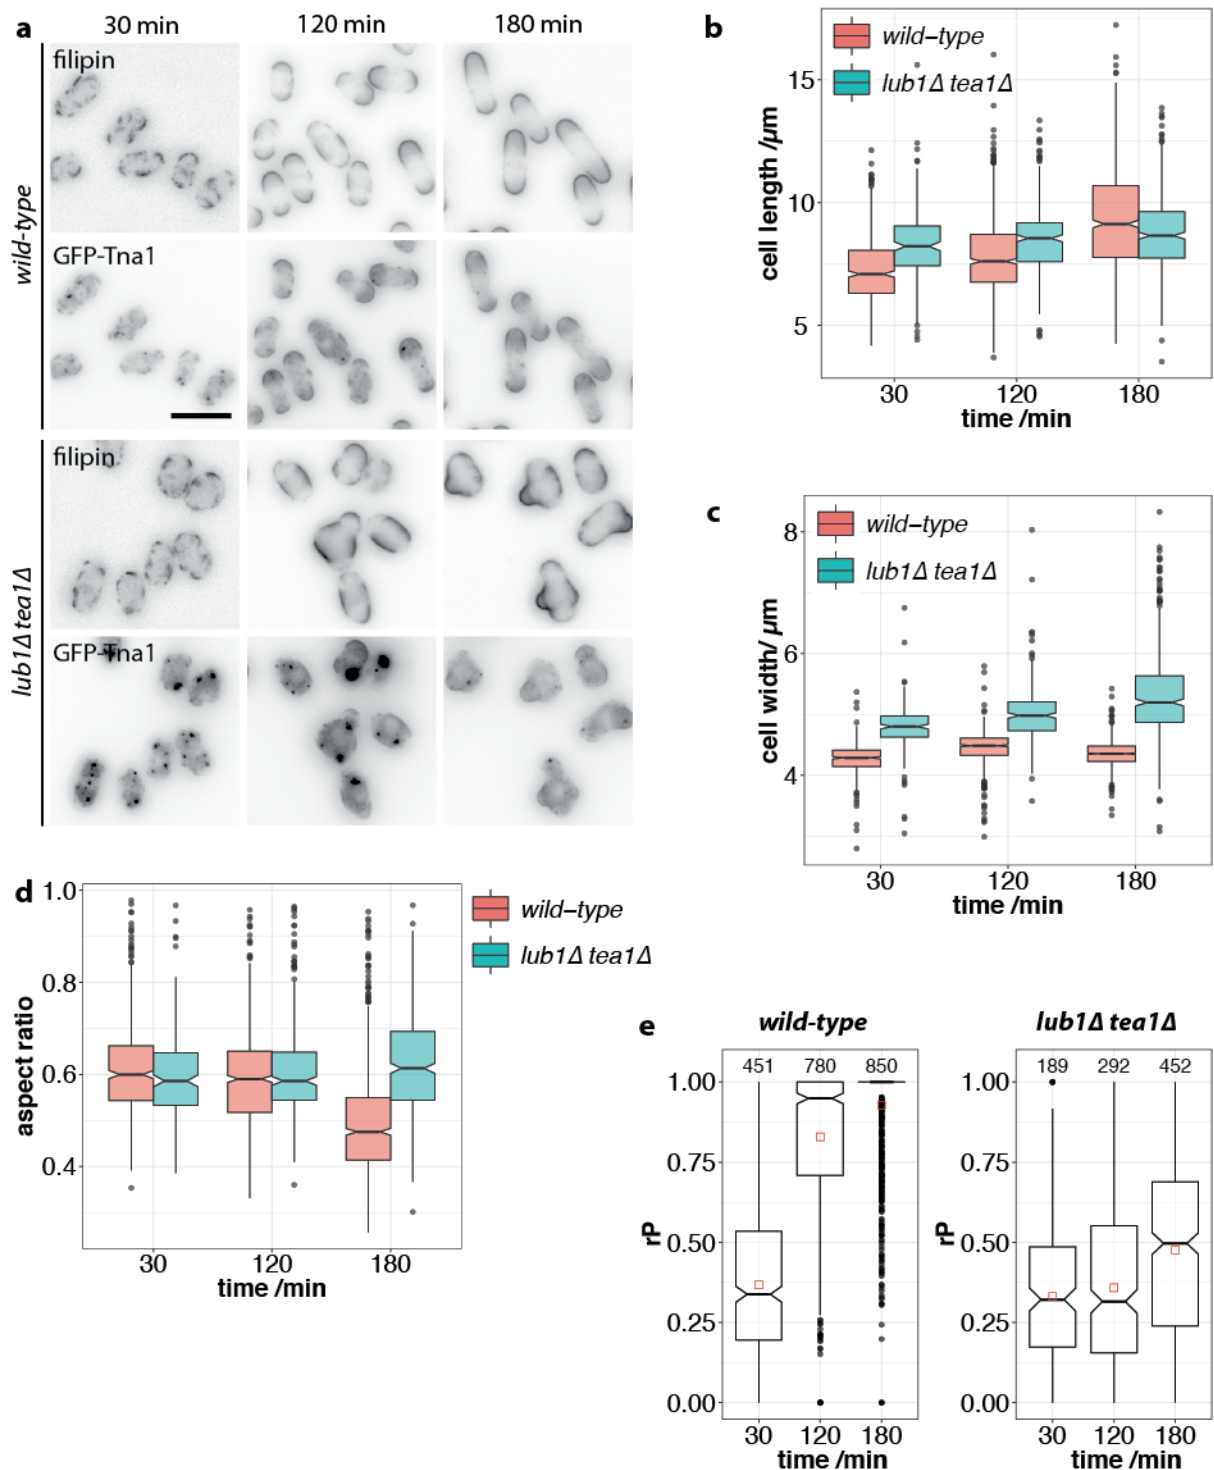 a
30 min
120 min
180 min
wild-type
filipin
GFP-Tna1
lub1Δ tea1Δ
filipin
GFP-Tna1
b
wild-type
lub1Δ tea1Δ
cell length /μm
15
10
5
30
120
180
time /min
c
wild-type
lub1Δ tea1Δ
cell width/ μm
8
6
4
30
120
180
time /min
d
wild-type
lub1Δ tea1Δ
aspect ratio
1.0
0.8
0.6
0.4
30
120
180
time /min
e
wild-type
451
780
850
rP
1.00
0.75
0.50
0.25
0.00
30
120
180
time /min
lub1Δ tea1Δ
189
292
452
rP
1.00
0.75
0.50
0.25
0.00
30
120
180
time /min